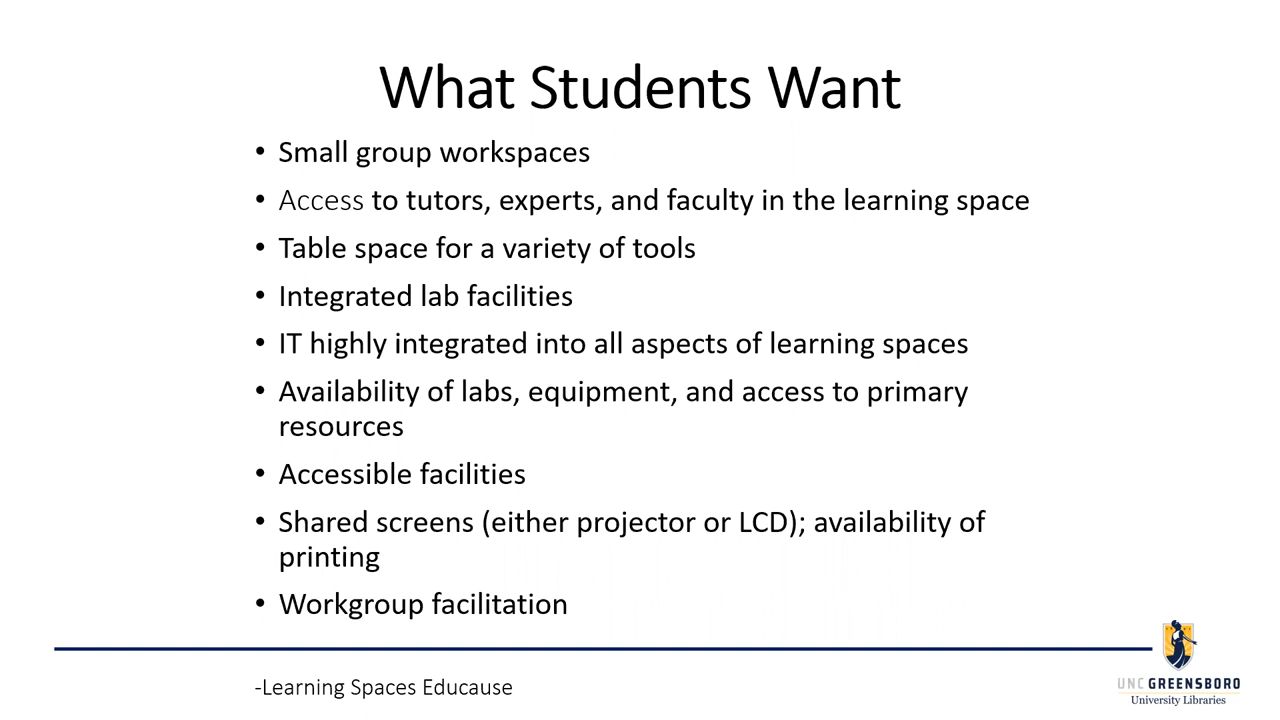 What Students Want
• Small group workspaces
• Access to tutors, experts, and faculty in the learning space
• Table space for a variety of tools
• Integrated lab facilities
• IT highly integrated into all aspects of learning spaces
• Availability of labs, equipment, and access to primary
resources
• Accessible facilities
• Shared screens (either projector or LCD); availability of
printing
• Workgroup facilitation
-Learning Spaces Educause
UNC GREENSBORO
University Libraries